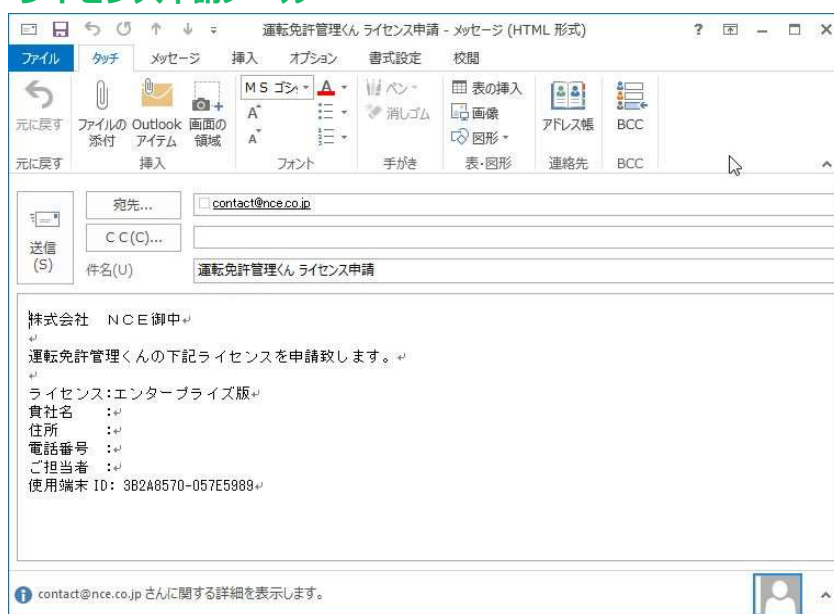 運転免許管理くん ライセンス申請 - メッセージ (HTML 形式)
ファイル タッチ メッセージ 挿入 オプション 書式設定 校閲
元に戻す ファイルの添付 Outlook アイテム 画面の領域 MS ゴシ A ペン 消しゴム 表の挿入 画像 図形 アドレス帳 BCC
元に戻す 挿入 フォント 手がき 表・図形 連絡先 BCC
宛先... contact@nce.co.jp
送信(S)
CC(C)...
件名(U) 運転免許管理くん ライセンス申請
株式会社 NCE御中
運転免許管理くんの下記ライセンスを申請致します。
ライセンス:エンタープライズ版
貴社名 :
住所 :
電話番号 :
ご担当者 :
使用端末 ID: 3B2A8570-057E5989
contact@nce.co.jp さんに関する詳細を表示します。